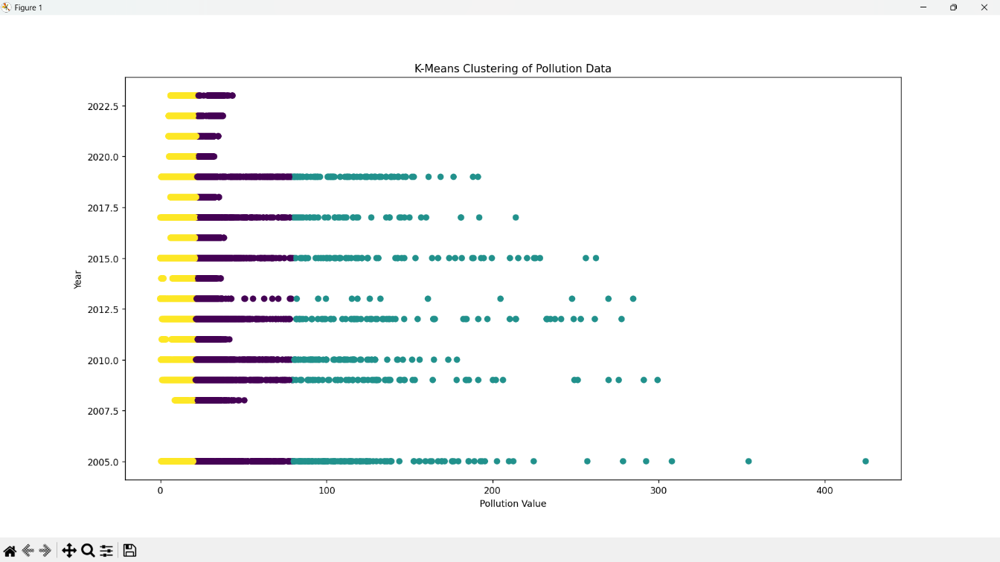 Figure 1
K-Means Clustering of Pollution Data
2022.5
2020.0
2017.5
2015.0
2012.5
2010.0
2007.5
2005.0
Year
0 100 200 300 400
Pollution Value